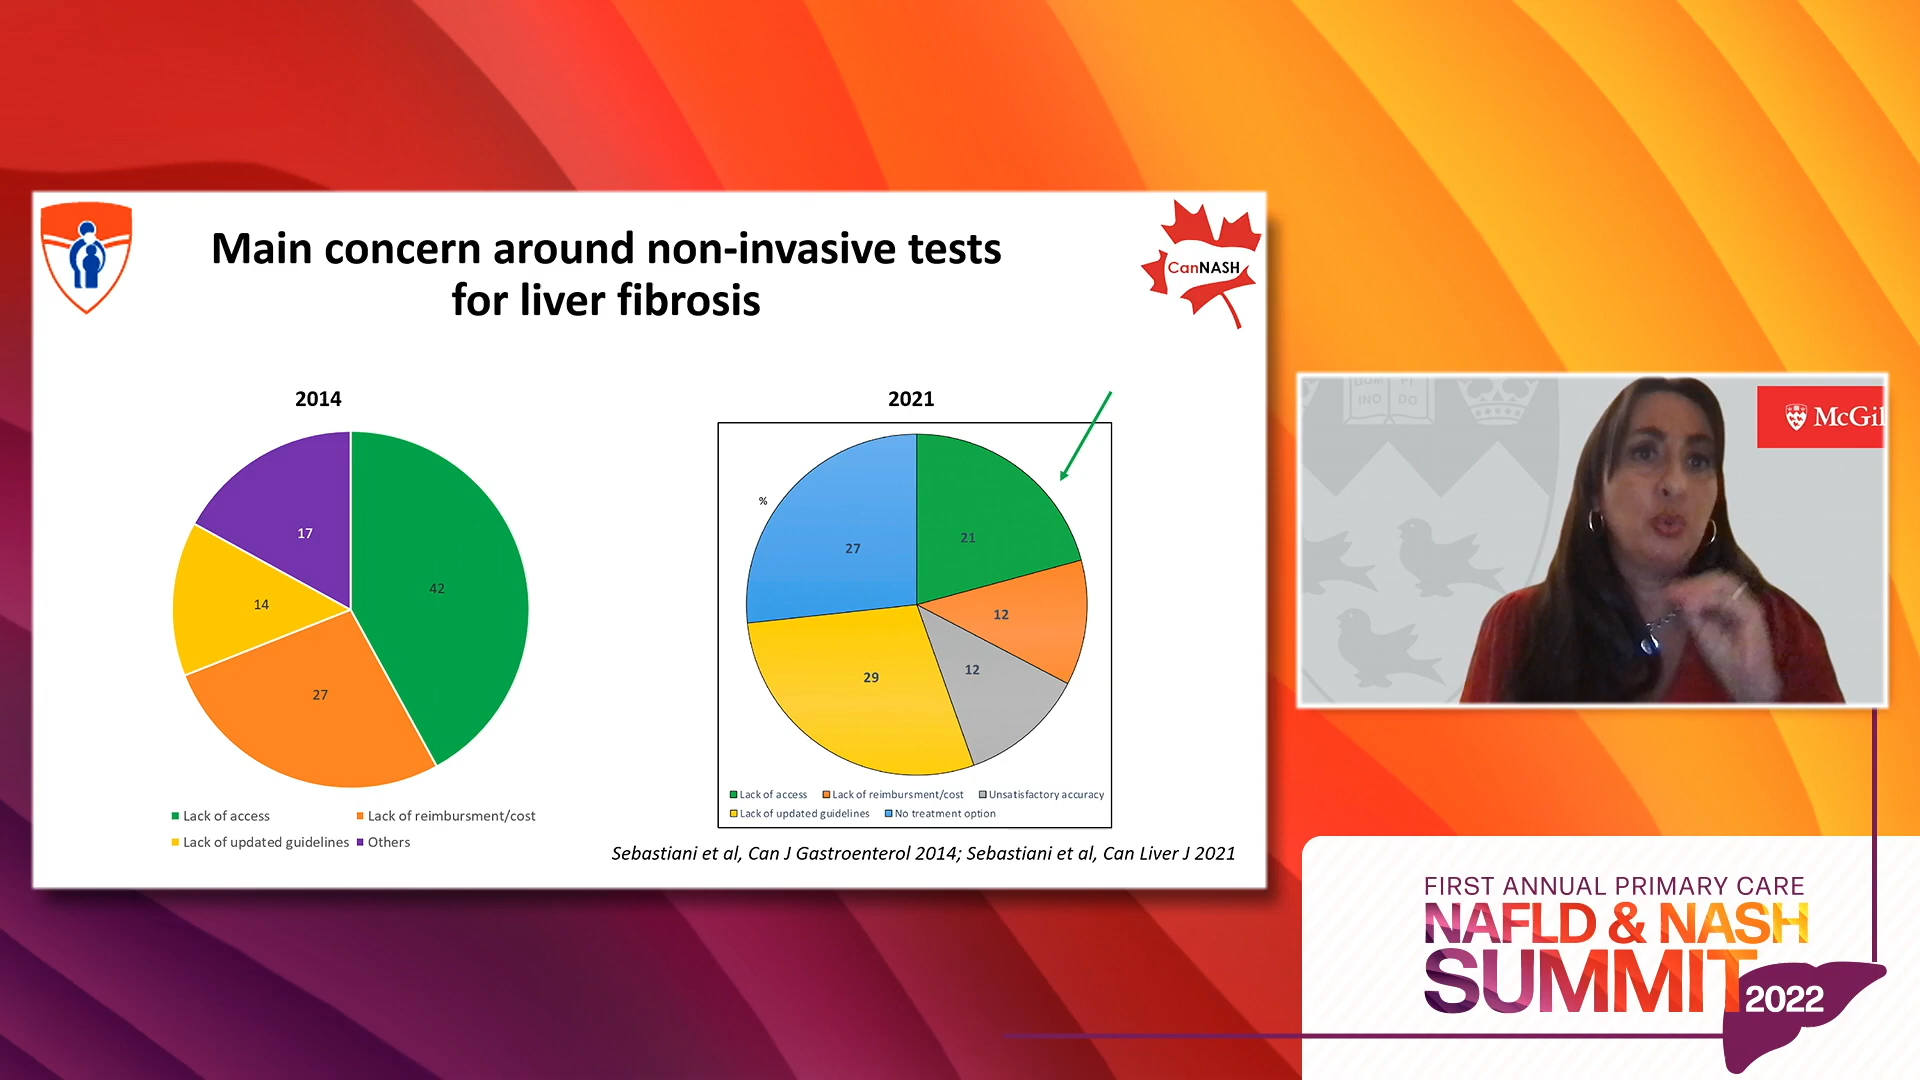 Main concern around non-invasive tests
for liver fibrosis
CanNASH
2014
17
42
14
27
Lack of access
Lack of reimbursment/cost
Lack of updated guidelines
Others
2021
%
27
21
12
29
12
Lack of access
Lack of reimbursment/cost
Unsatisfactory accuracy
Lack of updated guidelines
No treatment option
Sebastiani et al, Can J Gastroenterol 2014; Sebastiani et al, Can Liver J 2021
INO DO
McGil
FIRST ANNUAL PRIMARY CARE
NAFLD & NASH
SUMMIT
2022